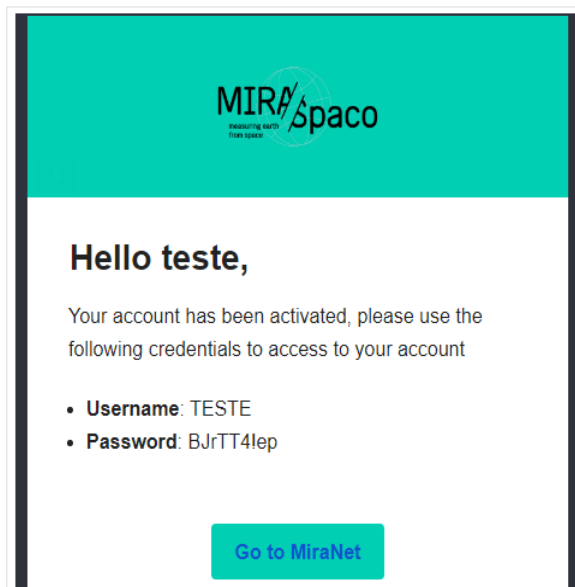 MIRA/Spaco
measuring earth
from space
Hello teste,
Your account has been activated, please use the
following credentials to access to your account
• Username: TESTE
• Password: BJrTT4Iep
Go to MiraNet